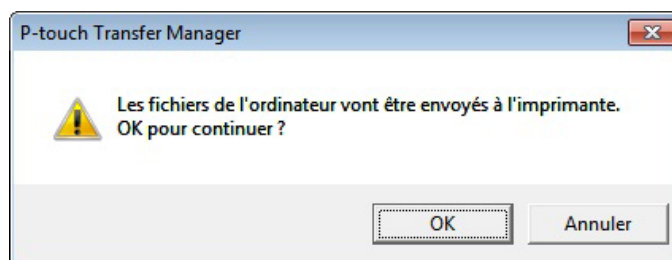 P-touch Transfer Manager
Les fichiers de l'ordinateur vont être envoyés à l'imprimante.
OK pour continuer ?
OK
Annuler